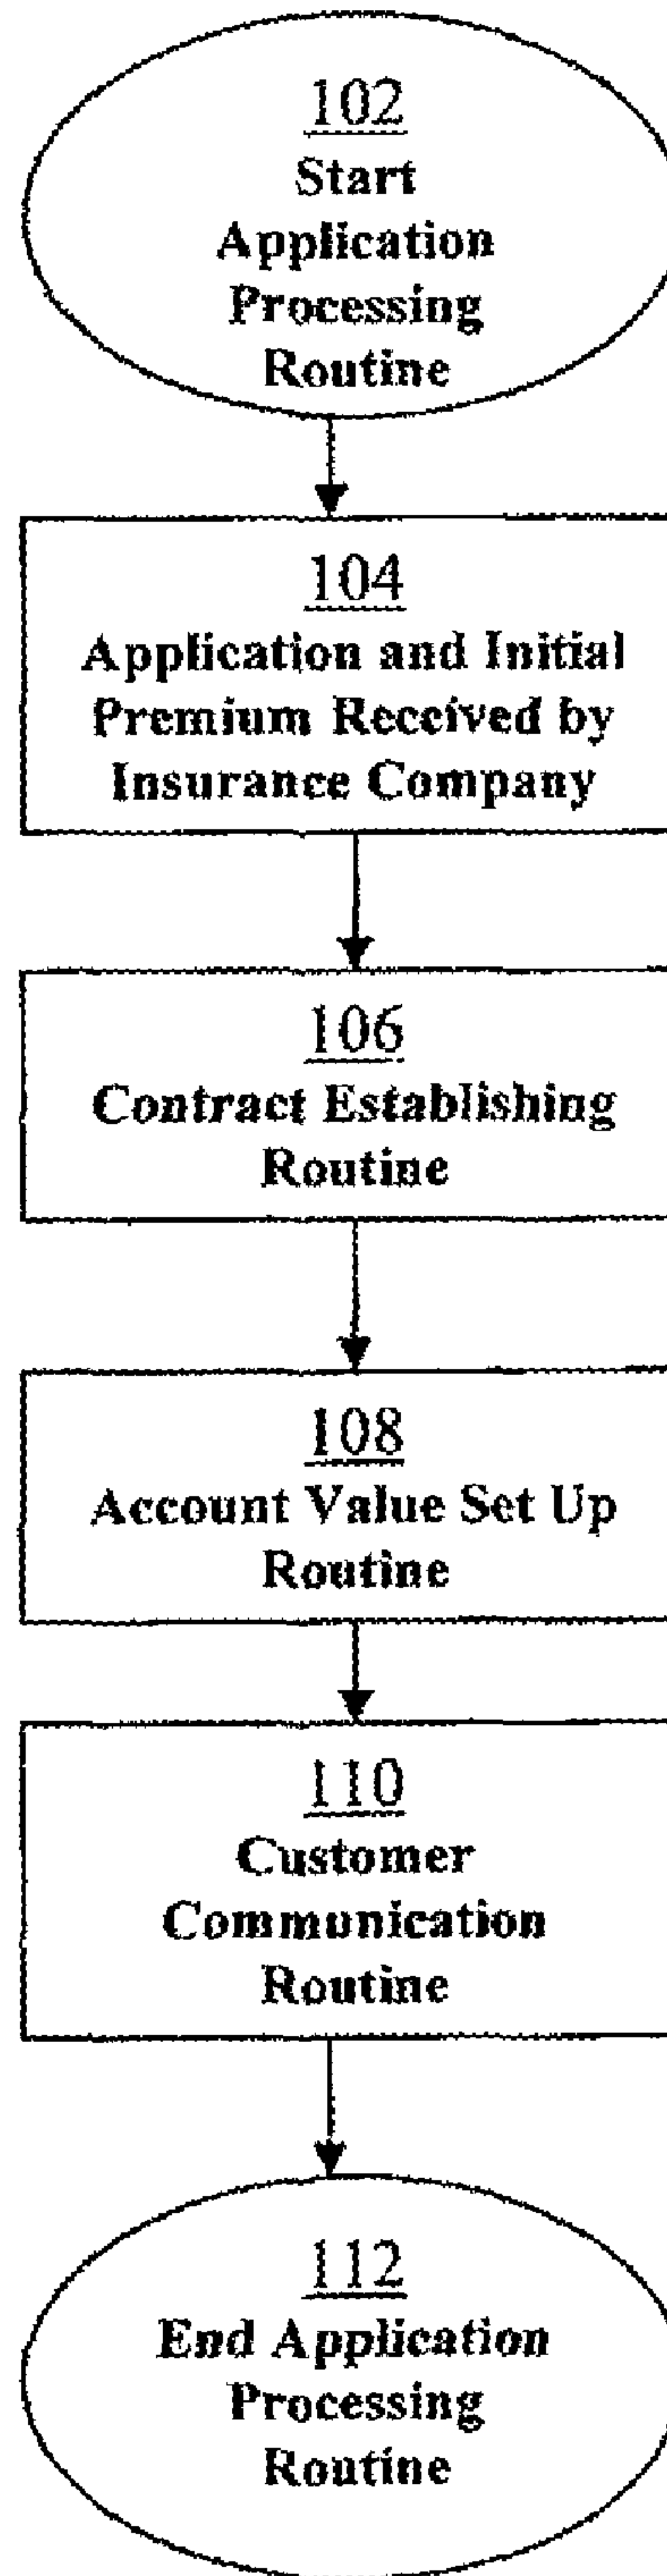 102
Start
Application
Processing
Routine
104
Application and Initial
Premium Received by
Insurance Company
106
Contract Establishing
Routine
108
Account Value Set Up
Routine
110
Customer
Communication
Routine
112
End Application
Processing
Routine